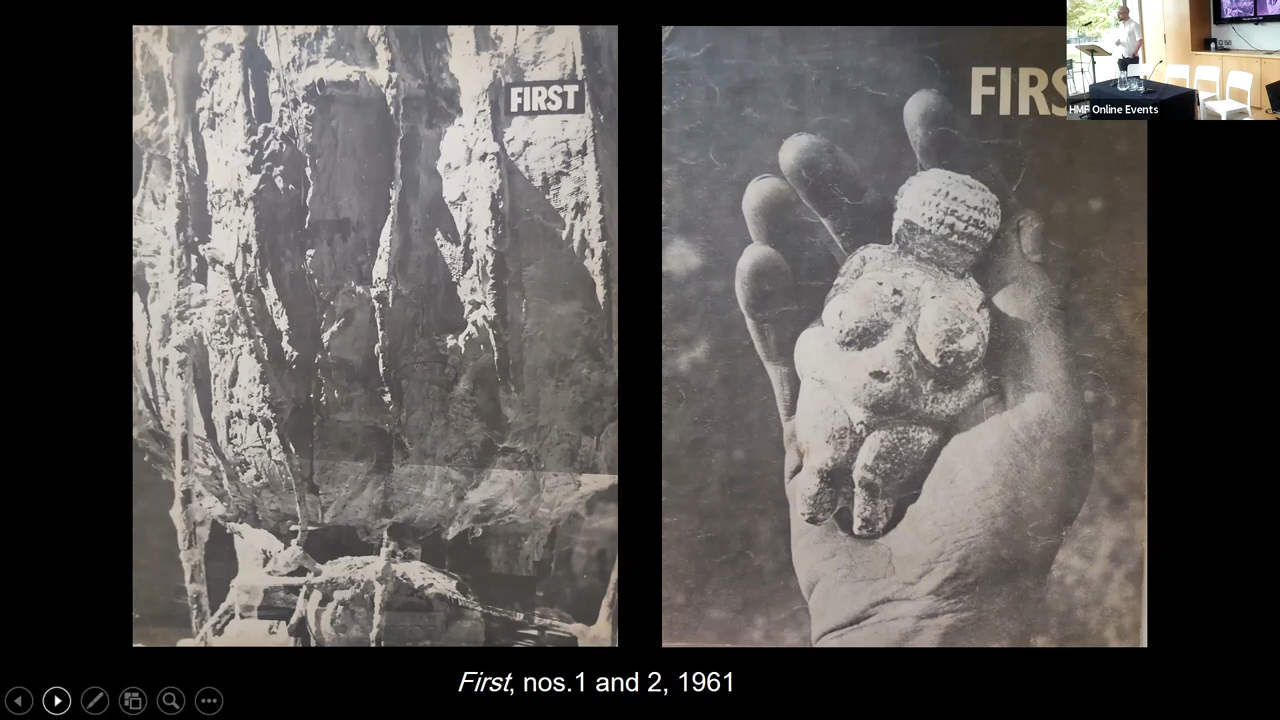 FIRST
FIRS
HMF Online Events
First, nos.1 and 2, 1961